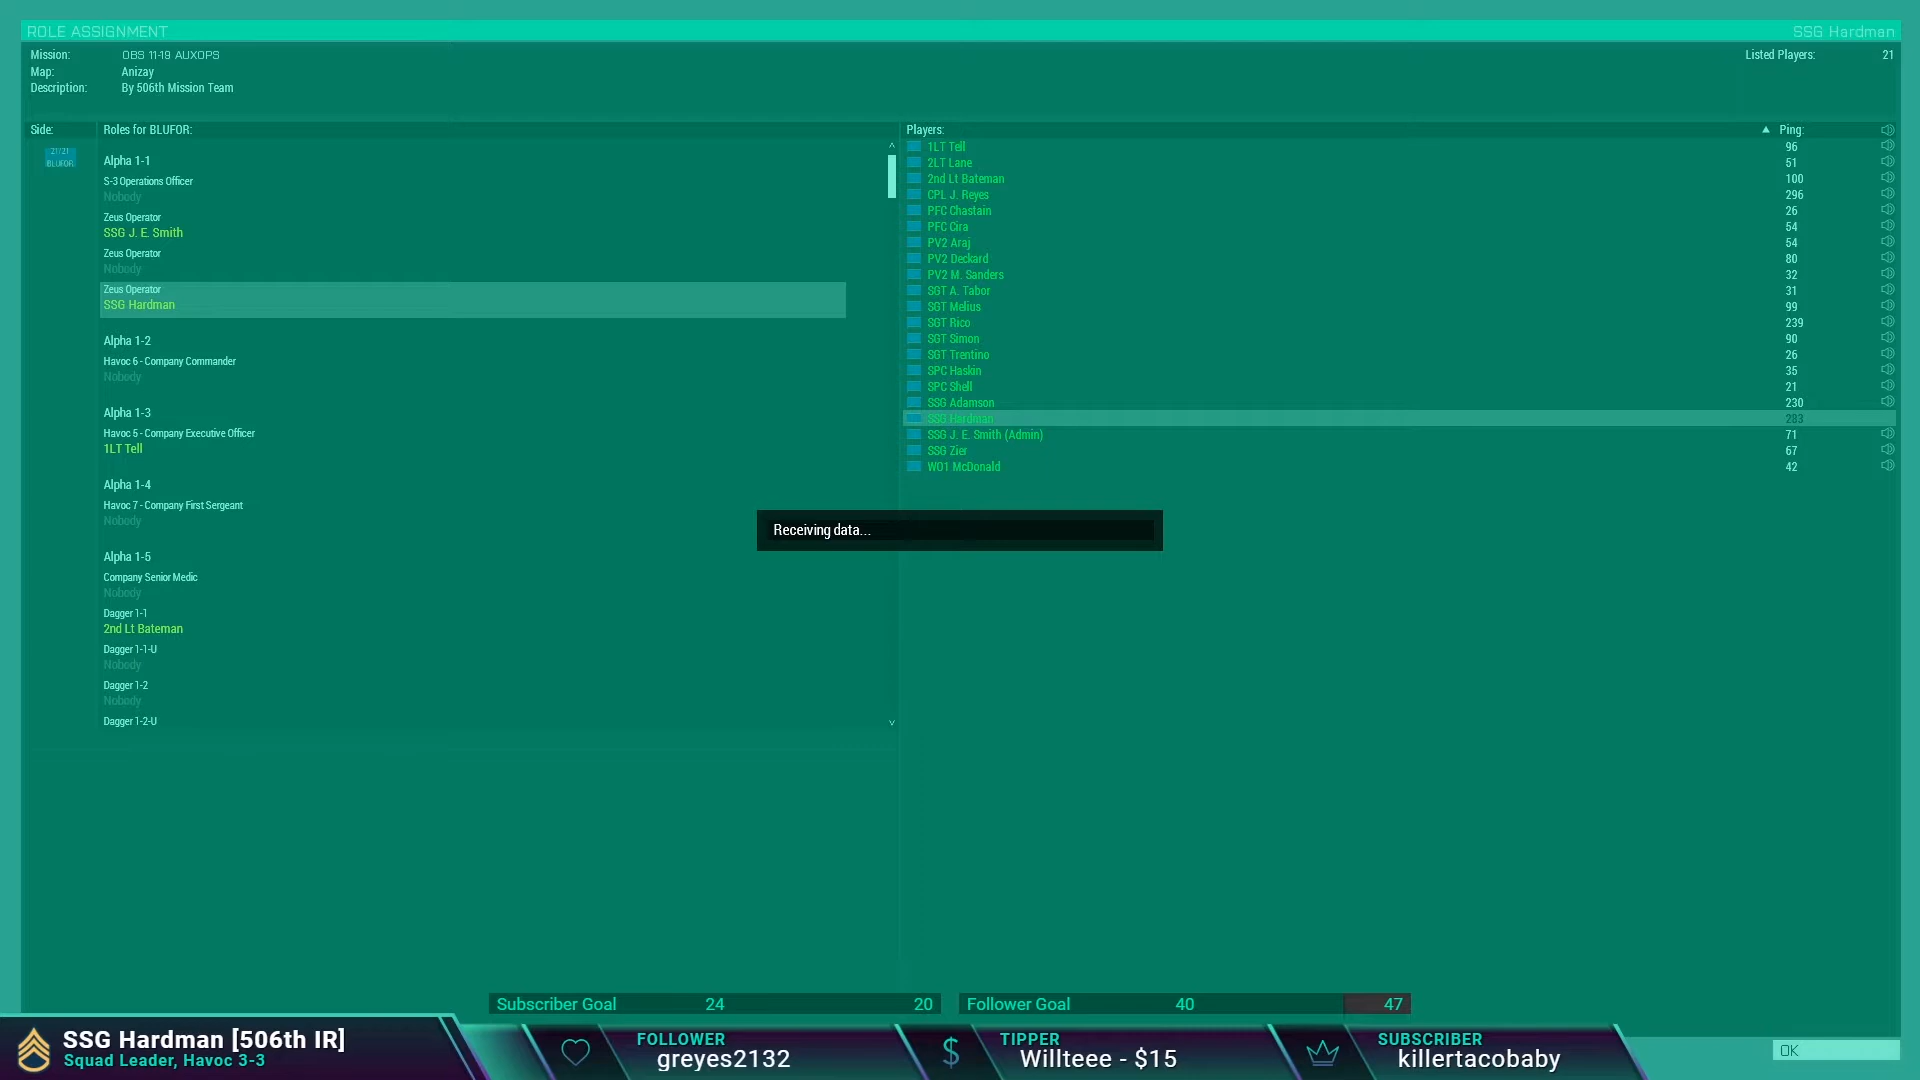 ROLE ASSIGNMENT
SSG Hardman
Mission: OBS 11-19 AUXOPS
Listed Players: 21
Map: Anizay
Description: By 506th Mission Team
Side:
Roles for BLUFOR:
21/21
BLUFOR
Alpha 1-1
S-3 Operations Officer
Nobody
Zeus Operator
SSG J. E. Smith
Zeus Operator
Nobody
Zeus Operator
SSG Hardman
Alpha 1-2
Havoc 6 - Company Commander
Nobody
Alpha 1-3
Havoc 5 - Company Executive Officer
1LT Tell
Alpha 1-4
Havoc 7 - Company First Sergeant
Nobody
Alpha 1-5
Company Senior Medic
Nobody
Dagger 1-1
2nd Lt Bateman
Dagger 1-1-U
Nobody
Dagger 1-2
Nobody
Dagger 1-2-U
Players: Ping:
1LT Tell 96
2LT Lane 51
2nd Lt Bateman 100
CPL J. Reyes 296
PFC Chastain 26
PFC Cira 54
PV2 Araj 54
PV2 Deckard 80
PV2 M. Sanders 32
SGT A. Tabor 31
SGT Melius 99
SGT Rico 239
SGT Simon 90
SGT Trentino 26
SPC Haskin 35
SPC Shell 21
SSG Adamson 230
SSG Hardman 283
SSG J. E. Smith (Admin) 71
SSG Zier 67
WO1 McDonald 42
Receiving data...
Subscriber Goal 24 20
Follower Goal 40 47
SSG Hardman [506th IR]
Squad Leader, Havoc 3-3
FOLLOWER
greyes2132
$
TIPPER
Willteee - $15
SUBSCRIBER
killertacobaby
OK